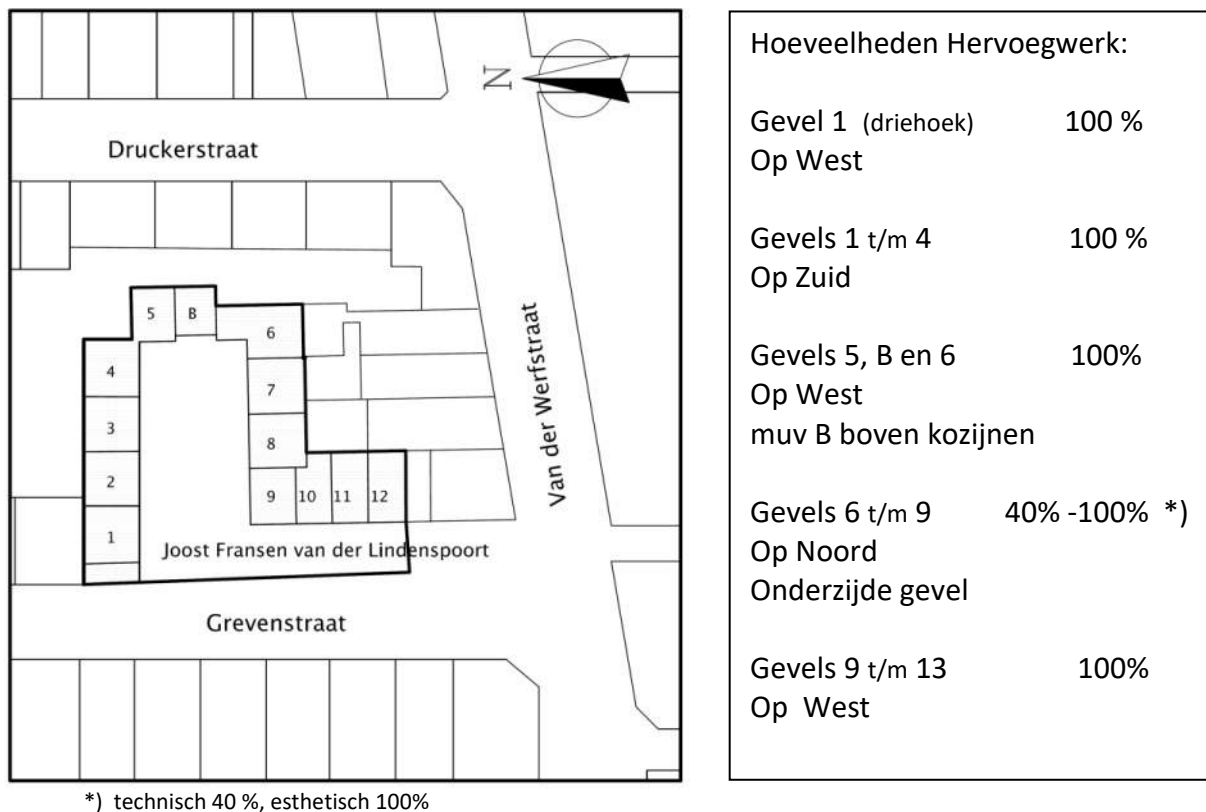 N
Druckerstraat
5 B
6
4
7
3
8
2
9 10 11 12
1
Van der Werfstraat
Joost Fransen van der Lindenspoort
Grevenstraat
*) technisch 40 %, esthetisch 100%
Hoeveelheden Hervoegwerk:
Gevel 1 (driehoek) 100 %
Op West
Gevels 1 t/m 4 100 %
Op Zuid
Gevels 5, B en 6 100%
Op West
muv B boven kozijnen
Gevels 6 t/m 9 40% -100% *)
Op Noord
Onderzijde gevel
Gevels 9 t/m 13 100%
Op West